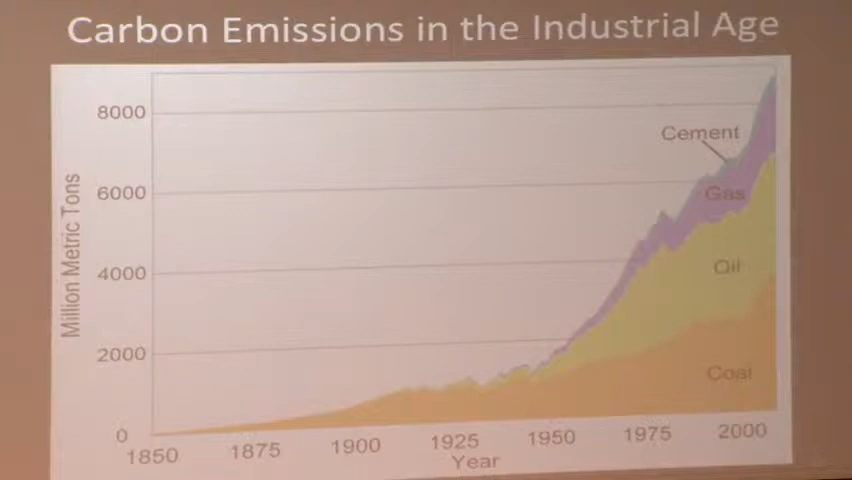 Carbon Emissions in the Industrial Age
8000
6000
4000
2000
0
Million Metric Tons
Cement
Gas
Oil
Coal
1850 1875 1900 1925 1950 1975 2000
Year